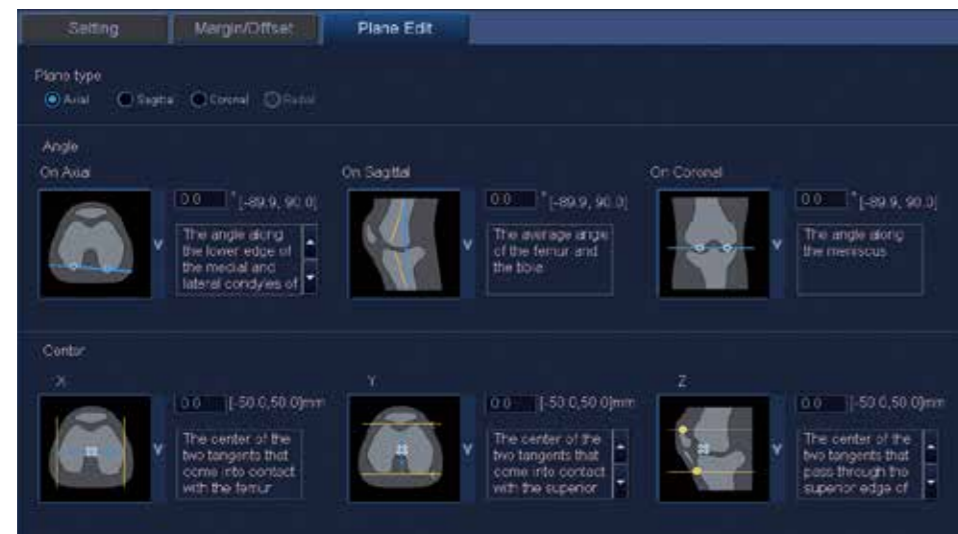 Setting Margin/Offset Plane Edit
Plane type
Axial Sagittal Coronal Radial
Angle
On Axial On Sagittal On Coronal
0.0 ° [-89.9, 90.0] 0.0 ° [-89.9, 90.0] 0.0 ° [-89.9, 90.0]
The angle along The average angle The angle along
the lower edge of of the femur and the meniscus
the medial and the tibia
lateral condyles of
Center
X Y Z
0.0 [-50.0,50.0]mm 0.0 [-50.0,50.0]mm 0.0 [-50.0,50.0]mm
The center of the The center of the The center of the
two tangents that two tangents that two tangents that
come into contact come into contact pass through the
with the femur with the superior superior edge of